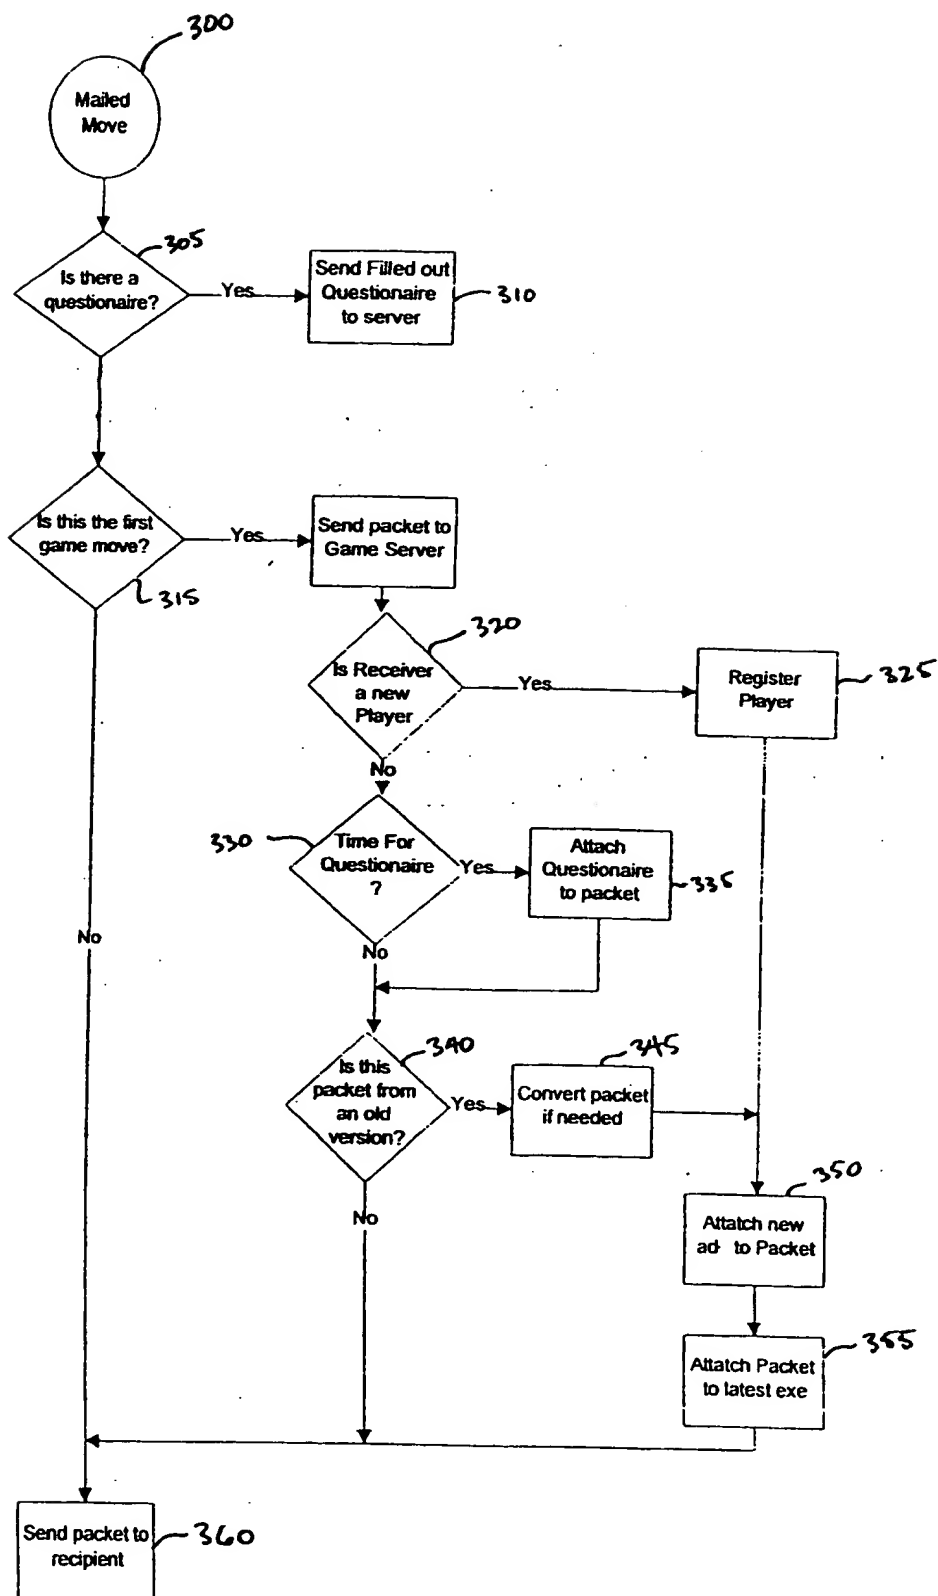 300
Mailed
Move
305
Is there a
questionaire?
Yes
Send Filled out
Questionaire
to server
310
Is this the first
game move?
315
Yes
Send packet to
Game Server
320
Is Receiver
a new
Player
Yes
Register
Player
325
No
330
Time For
Questionaire
?
Yes
Attach
Questionaire
to packet
335
No
No
340
Is this
packet from
an old
version?
Yes
345
Convert packet
if needed
350
Attatch new
ad to Packet
No
Attatch Packet
to latest exe
355
Send packet to
recipient
360